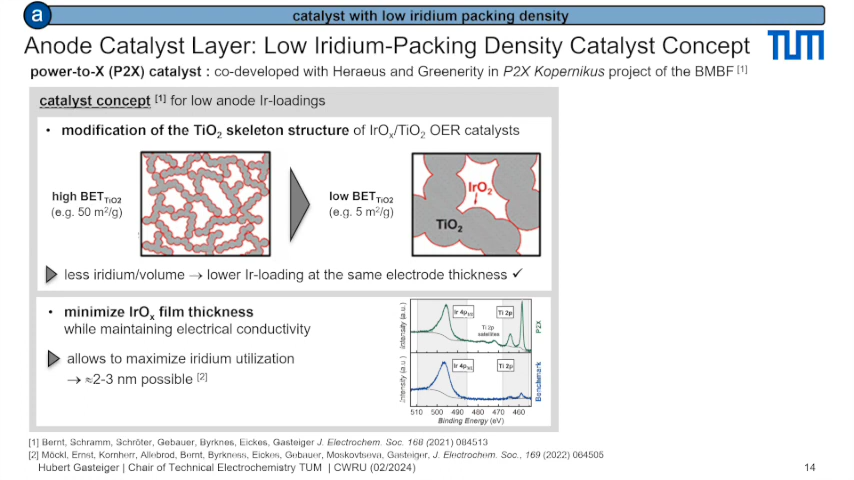 a
catalyst with low iridium packing density
Anode Catalyst Layer: Low Iridium-Packing Density Catalyst Concept
TUM
power-to-X (P2X) catalyst : co-developed with Heraeus and Greenerity in P2X Kopernikus project of the BMBF [1]
catalyst concept [1] for low anode Ir-loadings
• modification of the TiO2 skeleton structure of IrOx/TiO2 OER catalysts
high BETTiO2
(e.g. 50 m²/g)
low BETTiO2
(e.g. 5 m²/g)
IrO2
TiO2
less iridium/volume → lower Ir-loading at the same electrode thickness ✓
• minimize IrOx film thickness
while maintaining electrical conductivity
allows to maximize iridium utilization
→ ≈2-3 nm possible [2]
Intensity (a.u.)
Ir 4p1/2
Ti 2p
satellites
Ti 2p
P2X
Intensity (a.u.)
Ir 4p1/2
Ti 2p
Benchmark
510 500 490 480 470 460
Binding Energy (eV)
[1] Bernt, Schramm, Schröter, Gebauer, Byrknes, Eickes, Gasteiger J. Electrochem. Soc. 168 (2021) 084513
[2] Möckl, Ernst, Kornherr, Allebrod, Bernt, Byrkness, Eickes, Gebauer, Moskovtseva, Gasteiger, J. Electrochem. Soc., 169 (2022) 064505
Hubert Gasteiger | Chair of Technical Electrochemistry TUM | CWRU (02/2024)
14